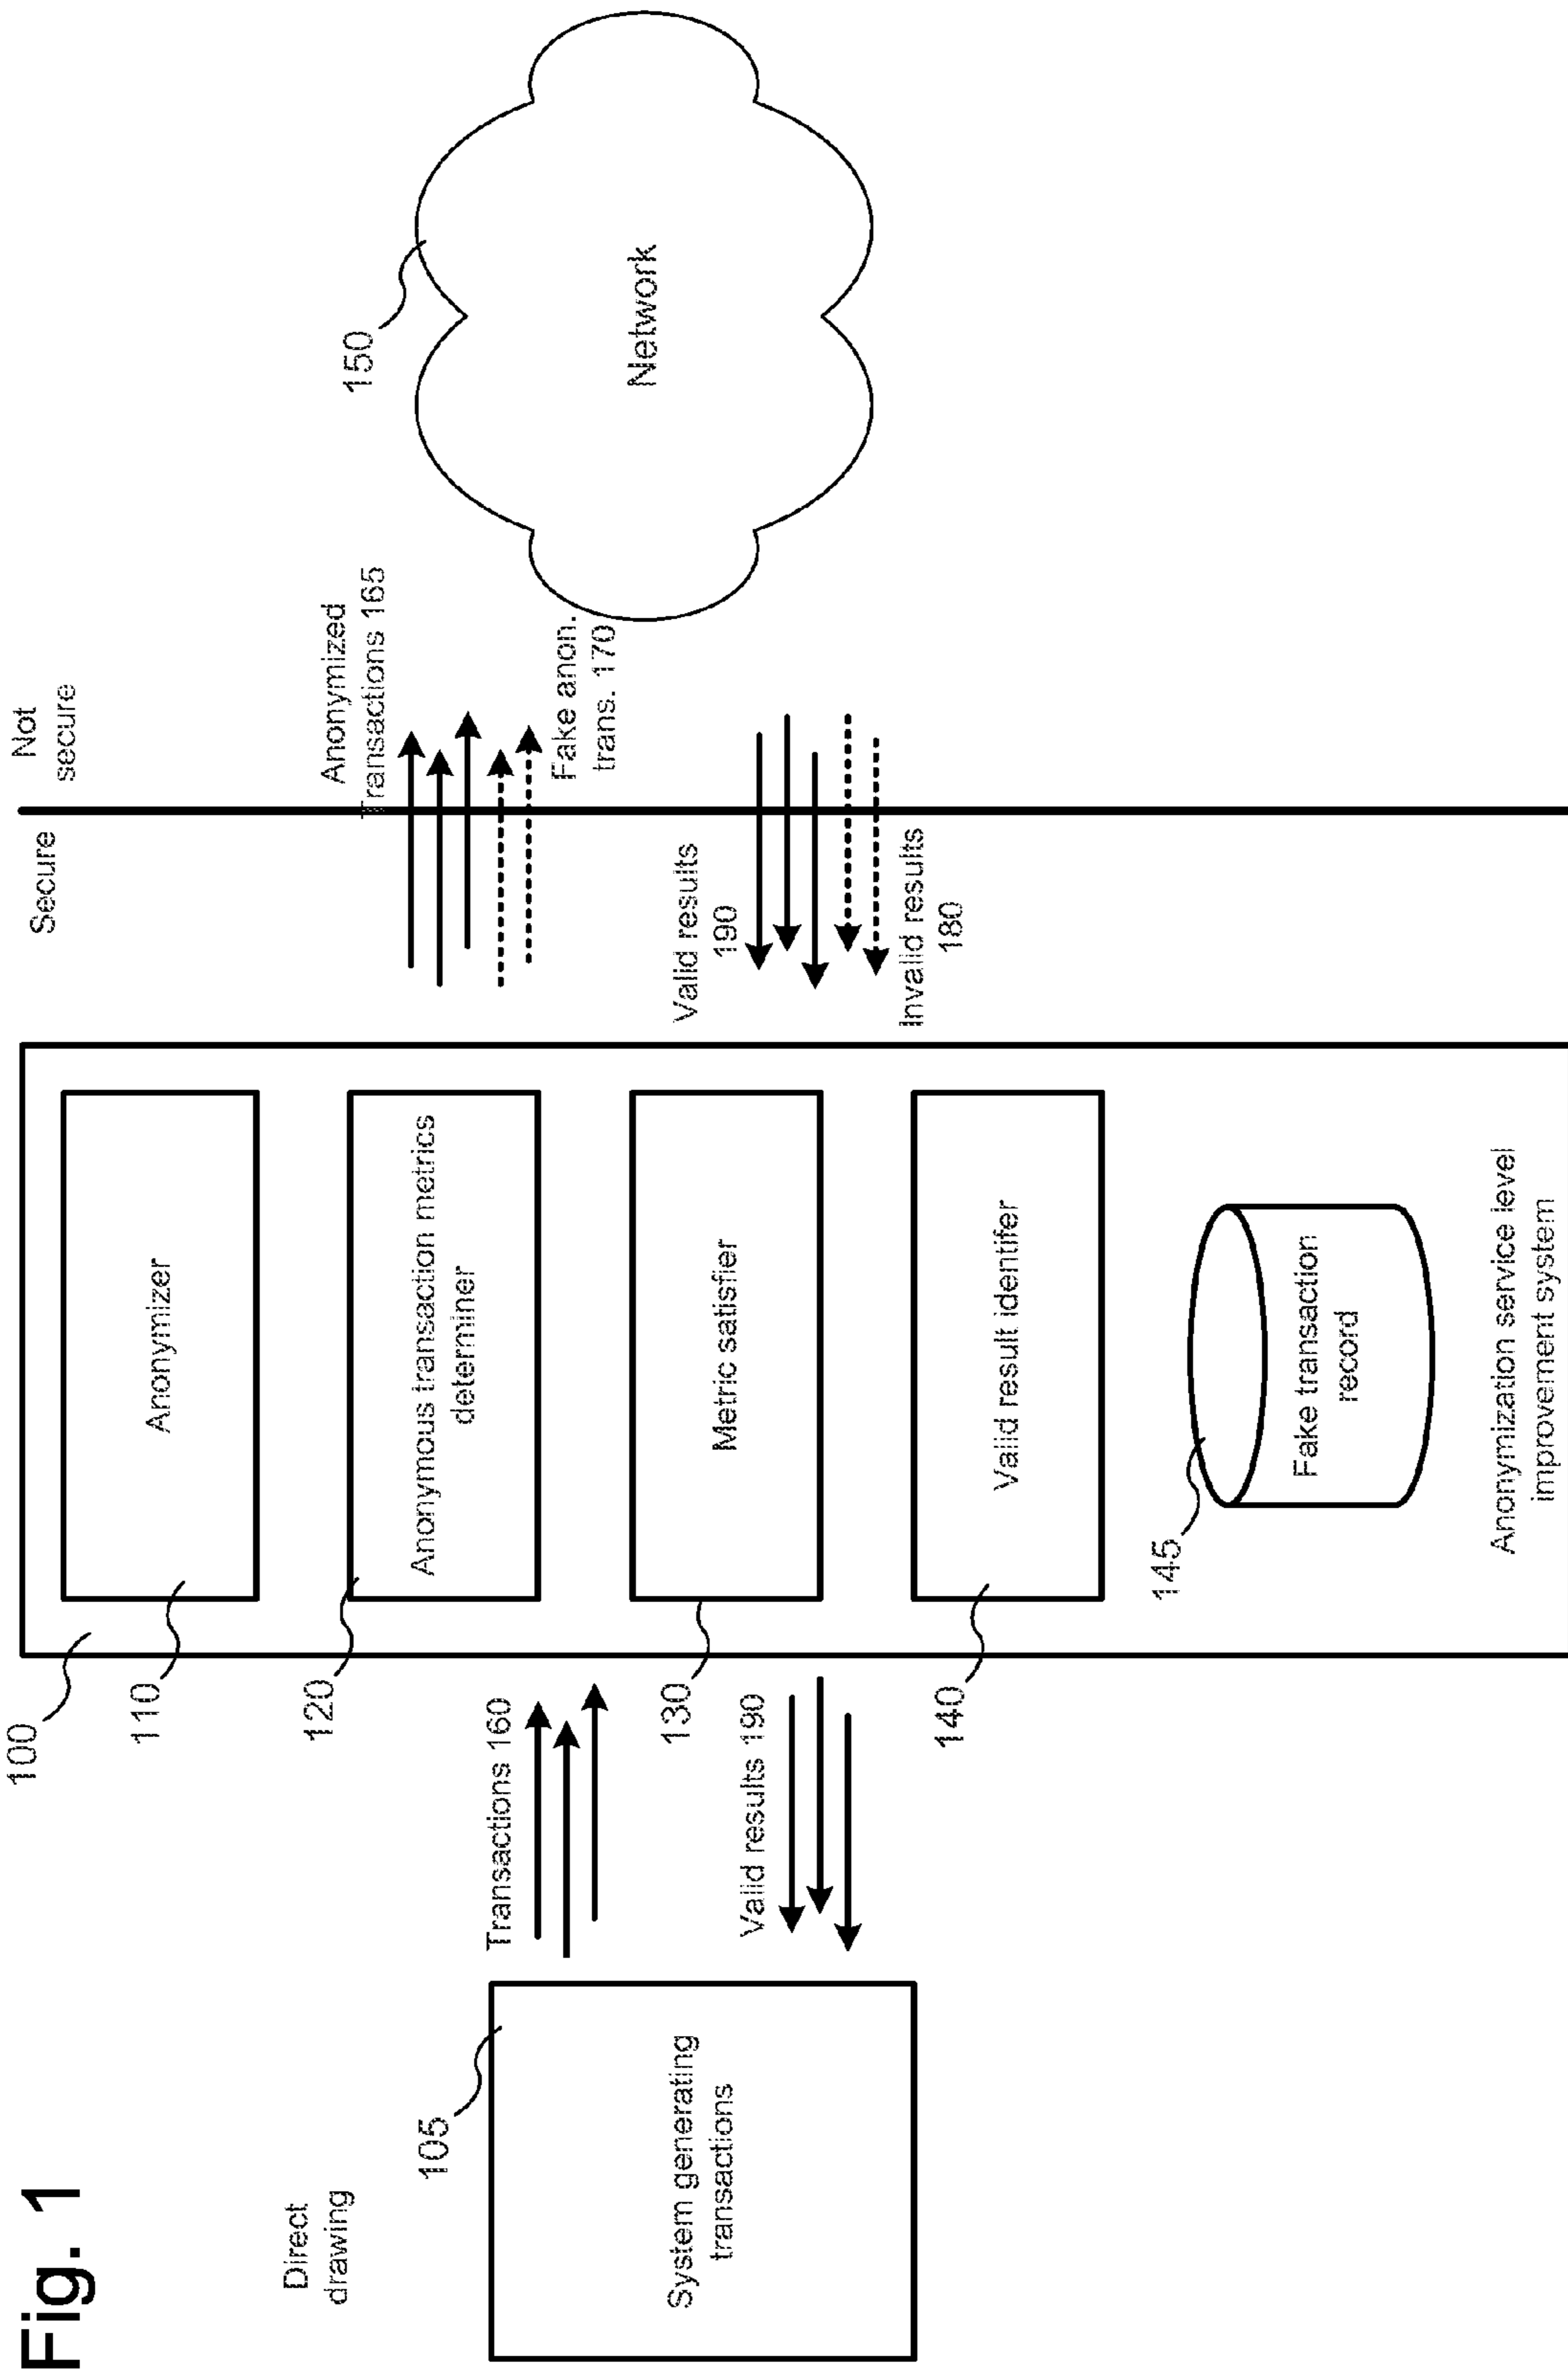 Fig. 1
Direct
drawing
105
System generating
transactions
Transactions 160
Valid results 190
100
110
Anonymizer
120
Anonymous transaction metrics
determiner
130
Metric satisfier
140
Valid result identifer
145
Fake transaction
record
Anonymization service level
improvement system
Secure
Not
secure
Anonymized
Transactions 165
Fake anon.
trans. 170
Valid results
190
Invalid results
180
150
Network